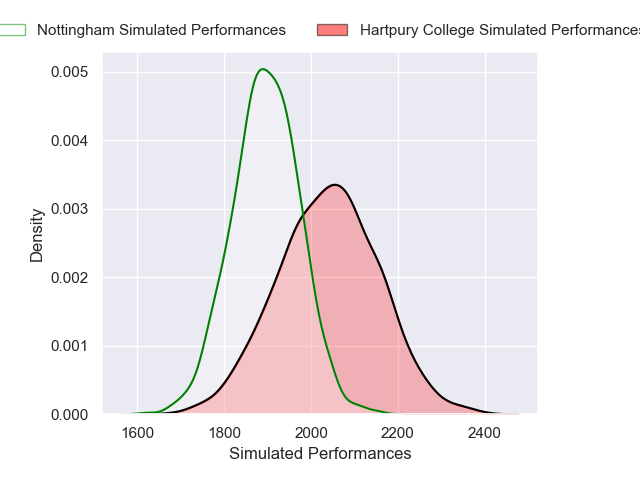 Nottingham Simulated Performances
Hartpury College Simulated Performances
0.005
0.004
0.003
0.002
0.001
0.000
Density
1600 1800 2000 2200 2400
Simulated Performances